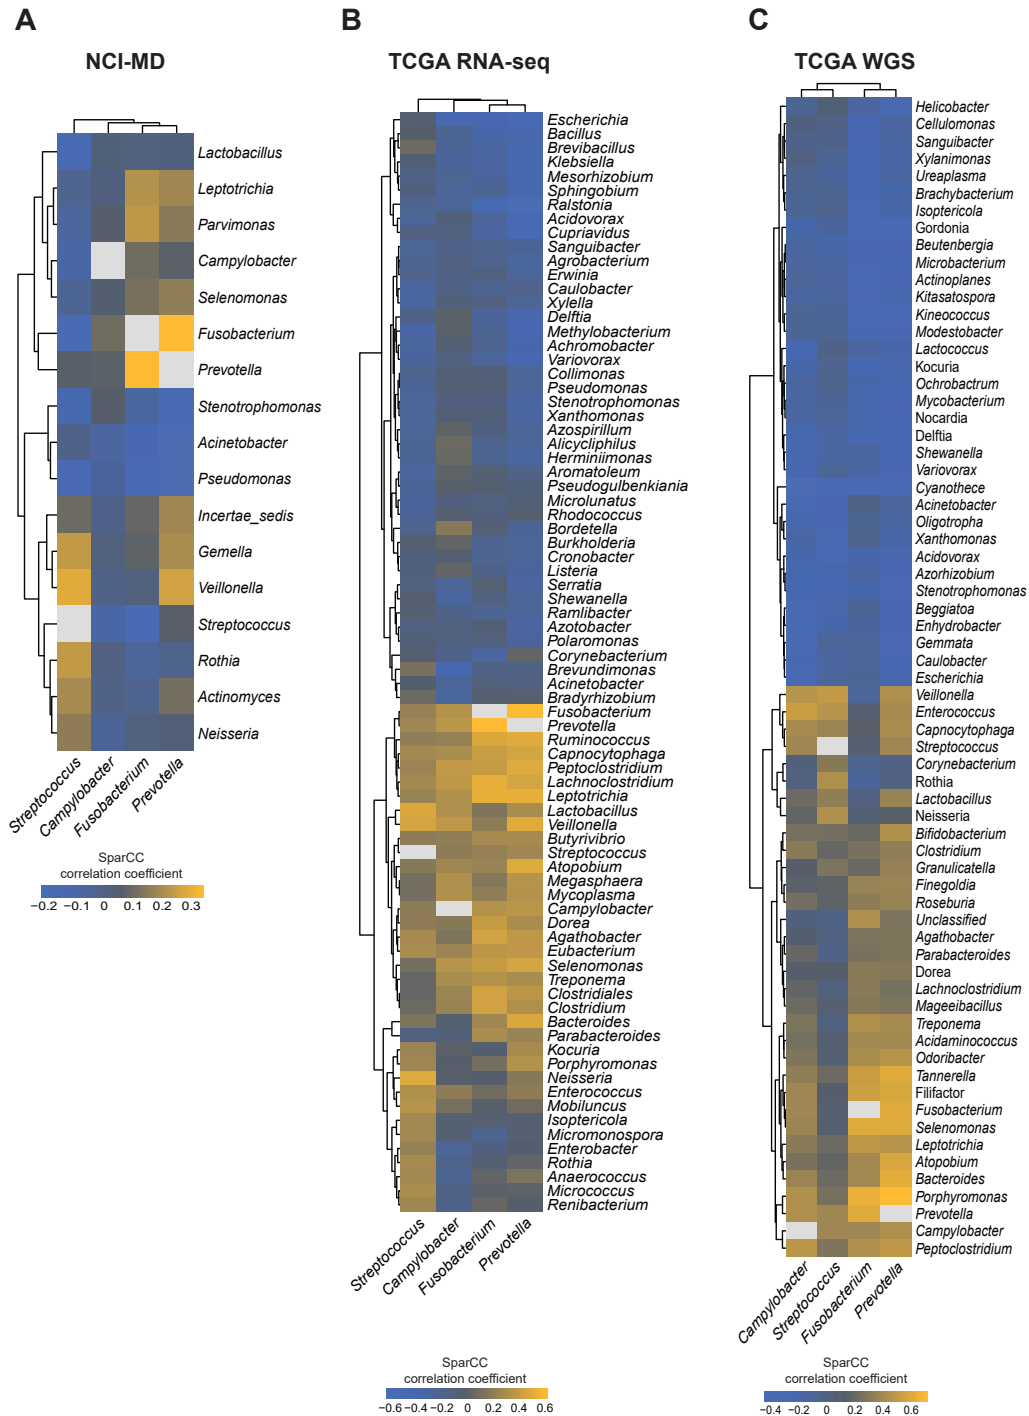 A
NCI-MD
Lactobacillus
Leptotrichia
Parvimonas
Campylobacter
Selenomonas
Fusobacterium
Prevotella
Stenotrophomonas
Acinetobacter
Pseudomonas
Incertae_sedis
Gemella
Veillonella
Streptococcus
Rothia
Actinomyces
Neisseria
Streptococcus
Campylobacter
Fusobacterium
Prevotella
SparCC
correlation coefficient
−0.2 −0.1 0 0.1 0.2 0.3
B
TCGA RNA-seq
Escherichia
Bacillus
Brevibacillus
Klebsiella
Mesorhizobium
Sphingobium
Ralstonia
Acidovorax
Cupriavidus
Sanguibacter
Agrobacterium
Erwinia
Caulobacter
Xylella
Delftia
Methylobacterium
Achromobacter
Variovorax
Collimonas
Pseudomonas
Stenotrophomonas
Xanthomonas
Azospirillum
Alicycliphilus
Herminiimonas
Aromatoleum
Pseudogulbenkiania
Microlunatus
Rhodococcus
Bordetella
Burkholderia
Cronobacter
Listeria
Serratia
Shewanella
Ramlibacter
Azotobacter
Polaromonas
Corynebacterium
Brevundimonas
Acinetobacter
Bradyrhizobium
Fusobacterium
Prevotella
Ruminococcus
Capnocytophaga
Peptoclostridium
Lachnoclostridium
Leptotrichia
Lactobacillus
Veillonella
Butyrivibrio
Streptococcus
Atopobium
Megasphaera
Mycoplasma
Campylobacter
Dorea
Agathobacter
Eubacterium
Selenomonas
Treponema
Clostridiales
Clostridium
Bacteroides
Parabacteroides
Kocuria
Porphyromonas
Neisseria
Enterococcus
Mobiluncus
Isoptericola
Micromonospora
Enterobacter
Rothia
Anaerococcus
Micrococcus
Renibacterium
Streptococcus
Campylobacter
Fusobacterium
Prevotella
SparCC
correlation coefficient
−0.6 −0.4 −0.2 0 0.2 0.4 0.6
C
TCGA WGS
Helicobacter
Cellulomonas
Sanguibacter
Xylanimonas
Ureaplasma
Brachybacterium
Isoptericola
Gordonia
Beutenbergia
Microbacterium
Actinoplanes
Kitasatospora
Kineococcus
Modestobacter
Lactococcus
Kocuria
Ochrobactrum
Mycobacterium
Nocardia
Delftia
Shewanella
Variovorax
Cyanothece
Acinetobacter
Oligotropha
Xanthomonas
Acidovorax
Azorhizobium
Stenotrophomonas
Beggiatoa
Enhydrobacter
Gemmata
Caulobacter
Escherichia
Veillonella
Enterococcus
Capnocytophaga
Streptococcus
Corynebacterium
Rothia
Lactobacillus
Neisseria
Bifidobacterium
Clostridium
Granulicatella
Finegoldia
Roseburia
Unclassified
Agathobacter
Parabacteroides
Dorea
Lachnoclostridium
Mageeibacillus
Treponema
Acidaminococcus
Odoribacter
Tannerella
Filifactor
Fusobacterium
Selenomonas
Leptotrichia
Atopobium
Bacteroides
Porphyromonas
Prevotella
Campylobacter
Peptoclostridium
Campylobacter
Streptococcus
Fusobacterium
Prevotella
SparCC
correlation coefficient
−0.4 −0.2 0 0.2 0.4 0.6